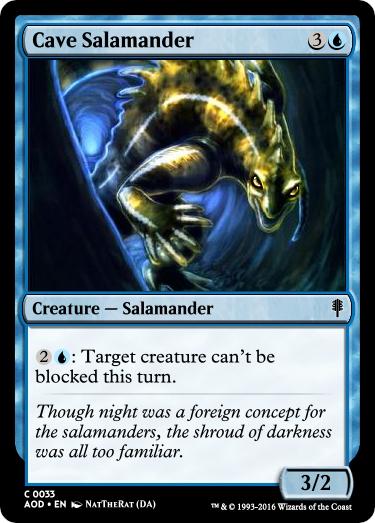 Cave Salamander 3
Creature — Salamander
2 : Target creature can't be
blocked this turn.
Though night was a foreign concept for
the salamanders, the shroud of darkness
was all too familiar.
3/2
C 0033
AOD • EN NATTHERAT (DA)
™ & © 1993-2016 Wizards of the Coast